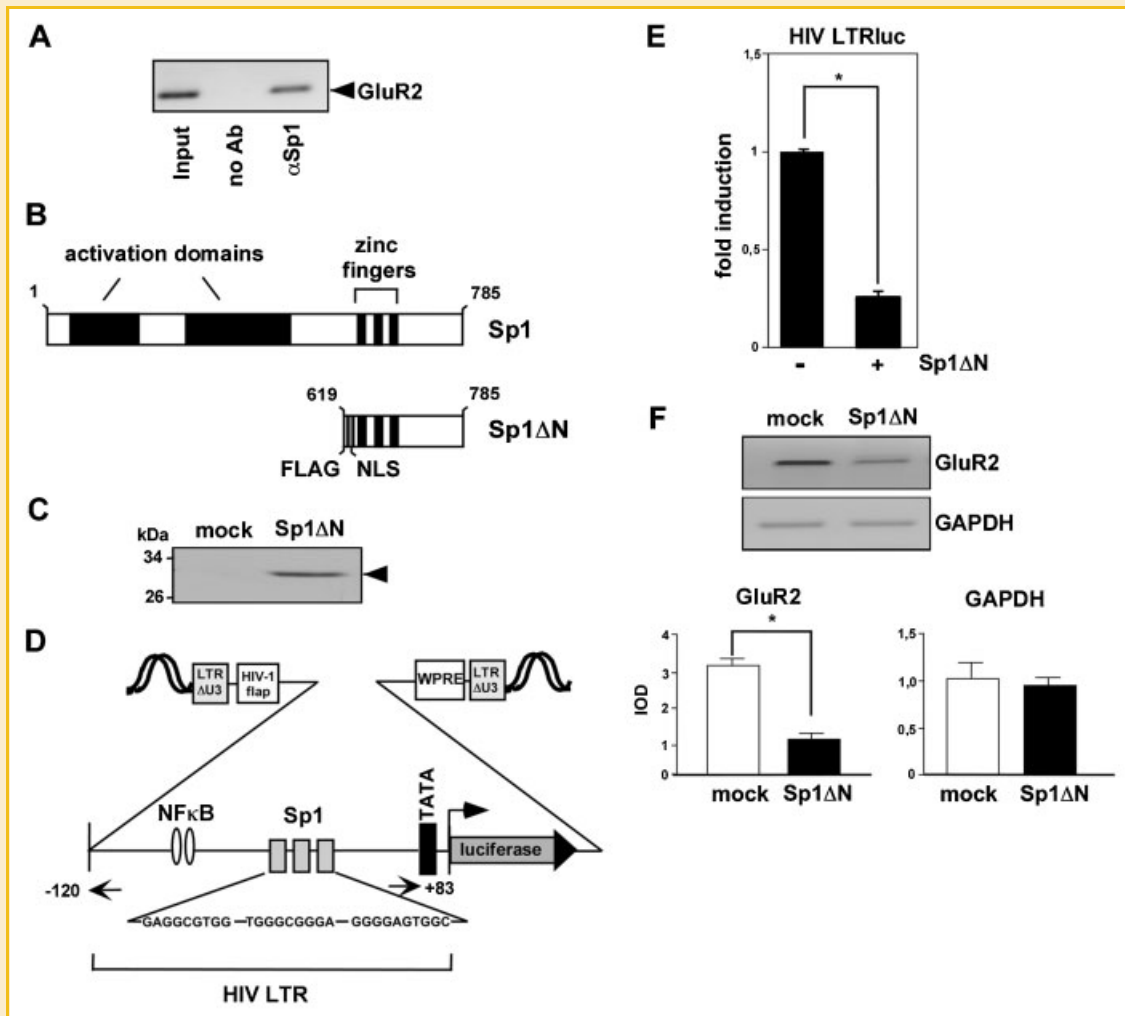 A
GluR2
Input
no Ab
αSp1
B
activation domains
zinc
fingers
1
785
Sp1
619
785
Sp1ΔN
FLAG
NLS
C
kDa
mock
Sp1ΔN
34
26
D
LTR
ΔU3
HIV-1
flap
WPRE
LTR
ΔU3
NFκB
Sp1
TATA
luciferase
-120
+83
GAGGCGTGG TGGGCGGGA GGGGAGTGGC
HIV LTR
E
HIV LTRluc
1,5
*
1
0,5
0
fold induction
- + Sp1ΔN
F
mock Sp1ΔN
GluR2
GAPDH
GluR2
4
3
2
1
0
IOD
*
mock Sp1ΔN
GAPDH
1,5
1,0
0,5
0
mock Sp1ΔN